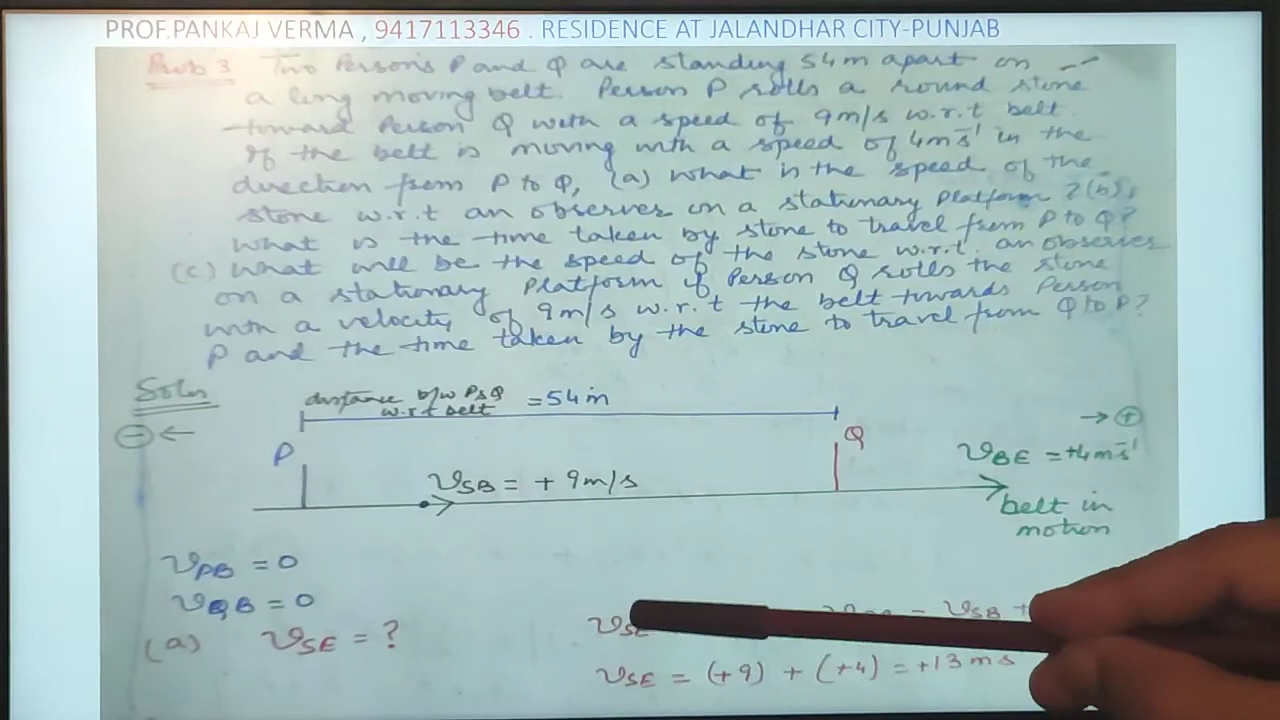 PROF.PANKAJ VERMA , 9417113346 . RESIDENCE AT JALANDHAR CITY-PUNJAB
Prob 3 Two Persons P and Q are standing 54m apart on
a long moving belt. Person P rolls a round stone
toward Person Q with a speed of 9m/s w.r.t belt.
If the belt is moving with a speed of 4ms⁻¹ in the
direction from P to Q, (a) what is the speed of the
stone w.r.t an observer on a stationary platform ? (b)
What is the time taken by stone to travel from P to Q?
(c) What will be the speed of the stone w.r.t. an observer
on a stationary Platform if Person Q rolls the stone
with a velocity of 9m/s w.r.t the belt towards Person
P and the time taken by the stone to travel from Q to P?
Soln
distance b/w P&Q = 54m
w.r.t belt
⊖ ←
→ ⊕
P
Q
v_BE = +4ms⁻¹
v_SB = +9m/s
belt in
motion
v_PB = 0
v_QB = 0
(a) v_SE = ?
v_SE = v_SB +
v_SE = (+9) + (+4) = +13 ms